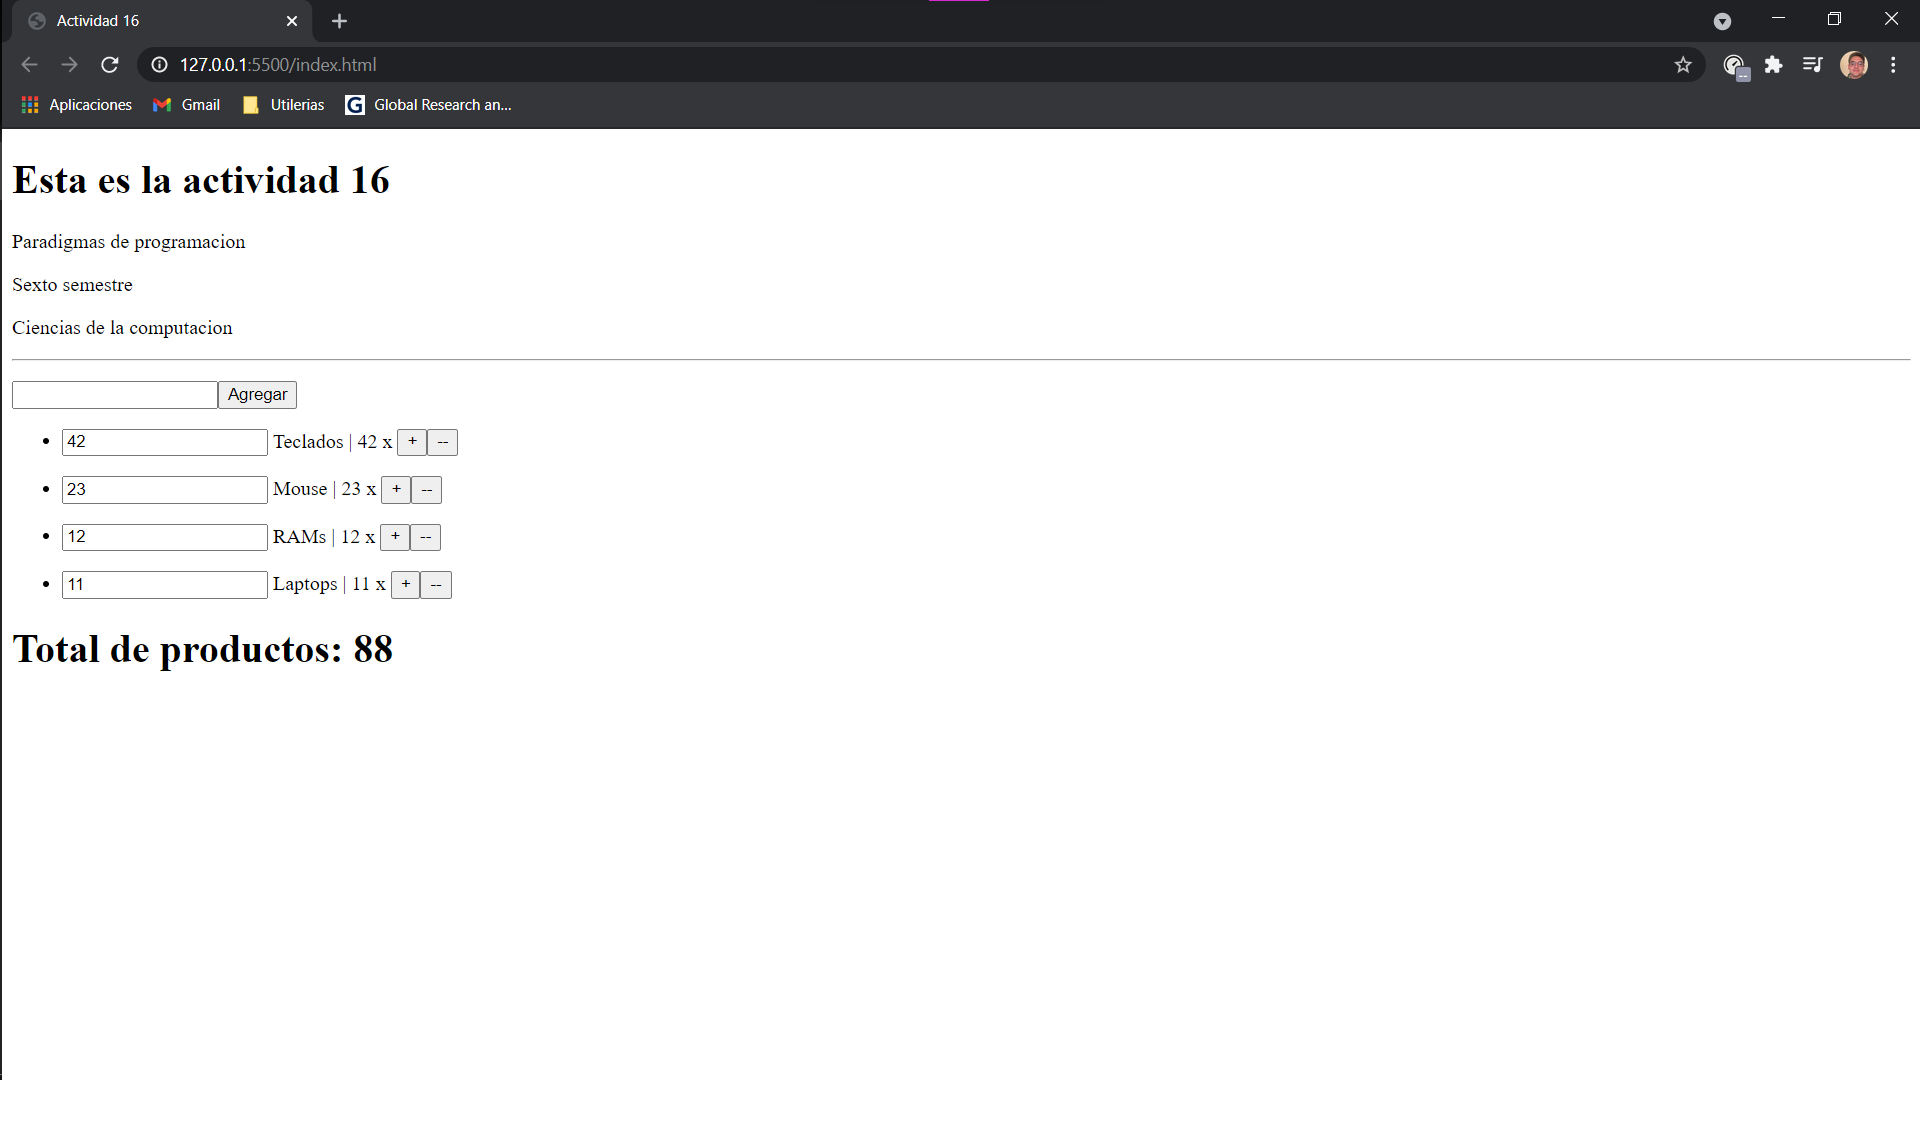 Actividad 16
127.0.0.1:5500/index.html
Aplicaciones Gmail Utilerias G Global Research an...
Esta es la actividad 16
Paradigmas de programacion
Sexto semestre
Ciencias de la computacion
Agregar
42 Teclados | 42 x + --
23 Mouse | 23 x + --
12 RAMs | 12 x + --
11 Laptops | 11 x + --
Total de productos: 88